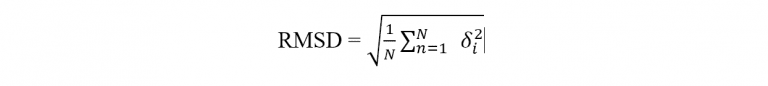 RMSD = √(1/N ∑_{n=1}^{N} δ_i^2)